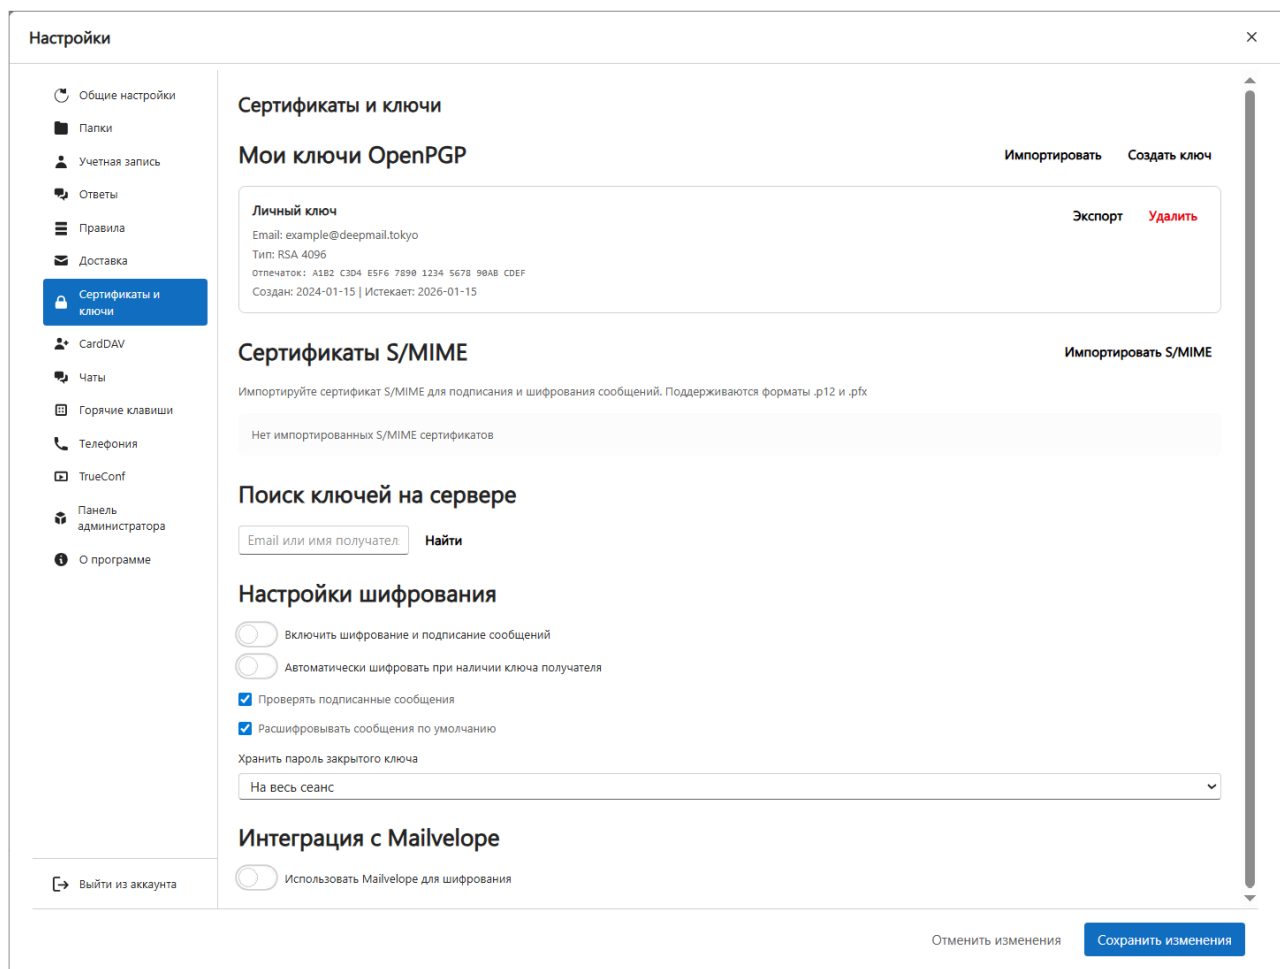 Настройки
Общие настройки
Папки
Учетная запись
Ответы
Правила
Доставка
Сертификаты и
ключи
CardDAV
Чаты
Горячие клавиши
Телефония
TrueConf
Панель
администратора
О программе
Выйти из аккаунта
Сертификаты и ключи
Мои ключи OpenPGP
Импортировать
Создать ключ
Личный ключ
Экспорт
Удалить
Email: example@deepmail.tokyo
Тип: RSA 4096
Отпечаток: A1B2 C3D4 E5F6 7890 1234 5678 90AB CDEF
Создан: 2024-01-15 | Истекает: 2026-01-15
Сертификаты S/MIME
Импортировать S/MIME
Импортируйте сертификат S/MIME для подписания и шифрования сообщений. Поддерживаются форматы .p12 и .pfx
Нет импортированных S/MIME сертификатов
Поиск ключей на сервере
Email или имя получател
Найти
Настройки шифрования
Включить шифрование и подписание сообщений
Автоматически шифровать при наличии ключа получателя
Проверять подписанные сообщения
Расшифровывать сообщения по умолчанию
Хранить пароль закрытого ключа
На весь сеанс
Интеграция с Mailvelope
Использовать Mailvelope для шифрования
Отменить изменения
Сохранить изменения